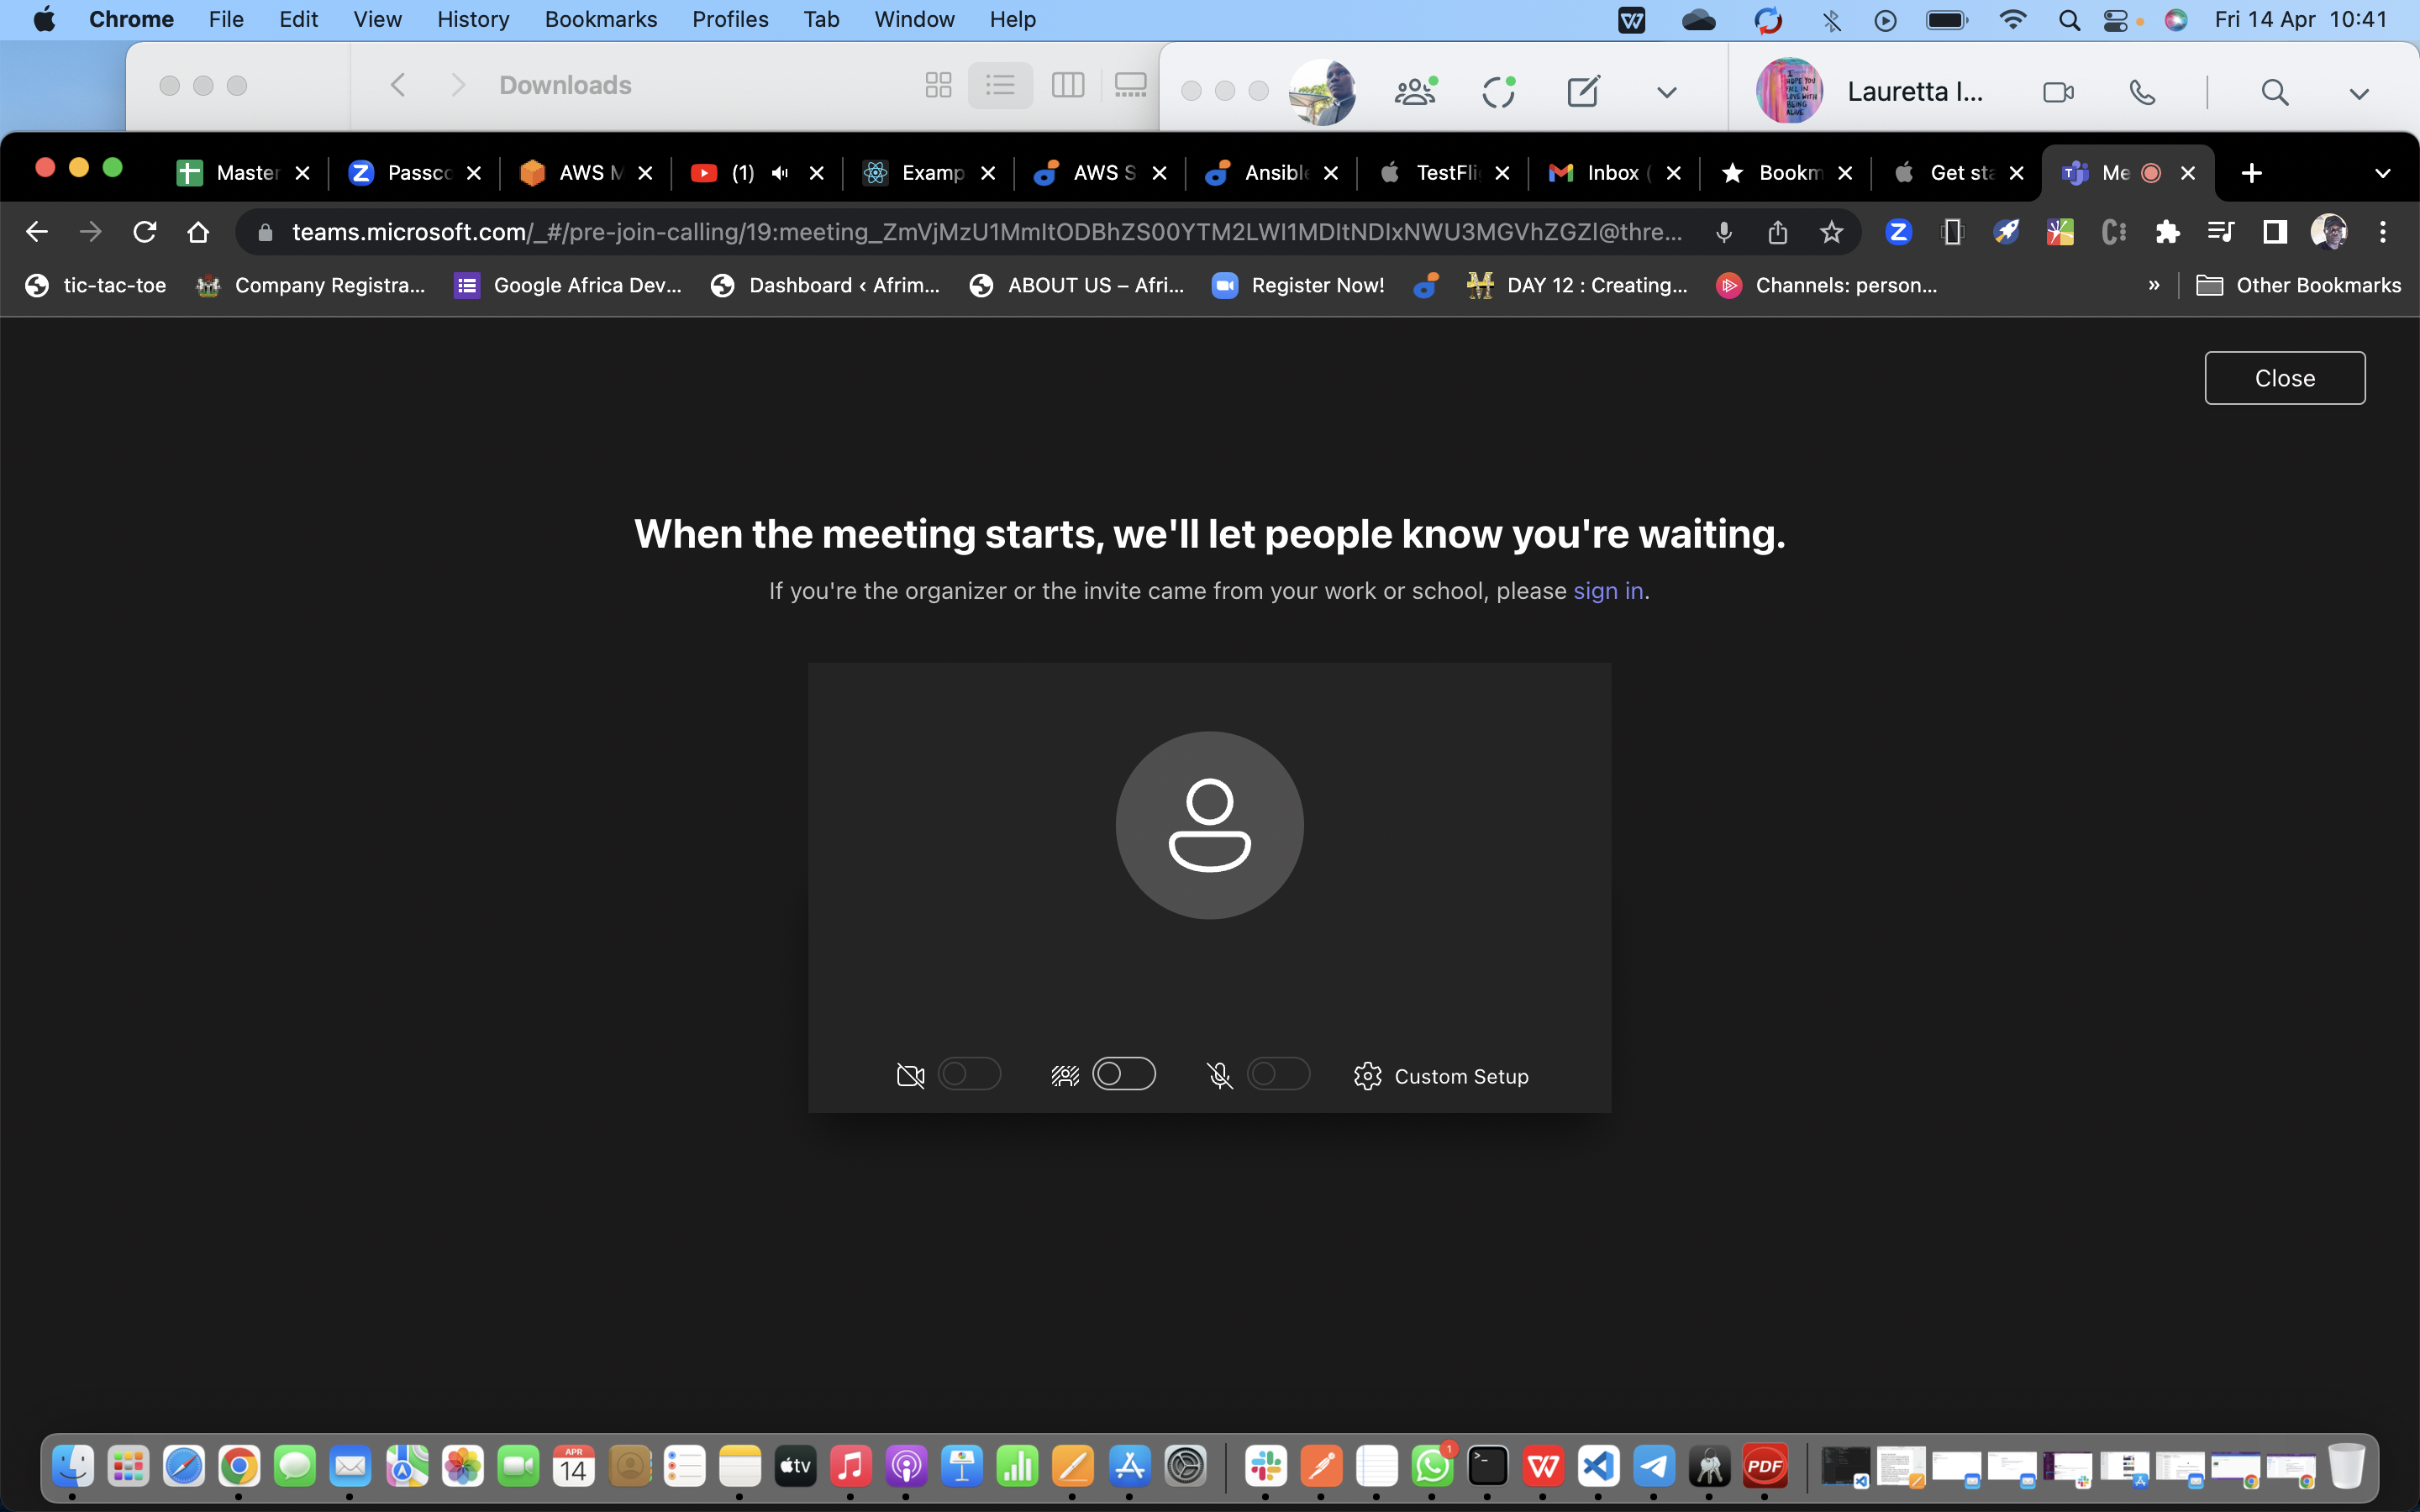 Chrome File Edit View History Bookmarks Profiles Tab Window Help Fri 14 Apr 10:41
Downloads
Lauretta I...
Master Passco AWS M (1) Examp AWS S Ansible TestFli Inbox ( Bookm Get sta Me
teams.microsoft.com/_#/pre-join-calling/19:meeting_ZmVjMzU1MmItODBhZS00YTM2LWI1MDItNDIxNWU3MGVhZGZl@thre...
tic-tac-toe Company Registra... Google Africa Dev... Dashboard ‹ Afrim... ABOUT US – Afri... Register Now! DAY 12 : Creating... Channels: person... » Other Bookmarks
Close
When the meeting starts, we'll let people know you're waiting.
If you're the organizer or the invite came from your work or school, please sign in.
Custom Setup
APR
14
tv
1
PDF